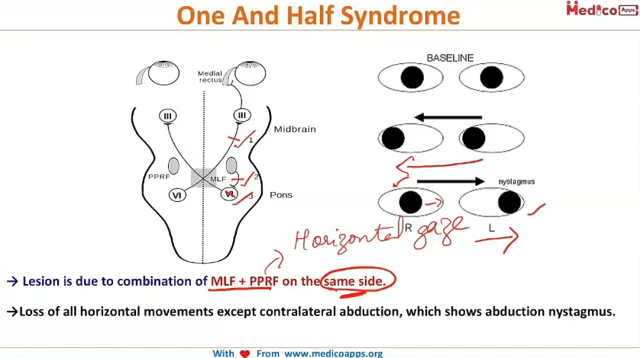 One And Half Syndrome
MedicoApps
Medial
rectus
BASELINE
III
III
Midbrain
1
PPRF
MLF
2
nystagmus
VI
VI
3
Pons
R
L
Horizontal gaze
→ Lesion is due to combination of MLF + PPRF on the same side.
→Loss of all horizontal movements except contralateral abduction, which shows abduction nystagmus.
With ❤ From www.medicoapps.org